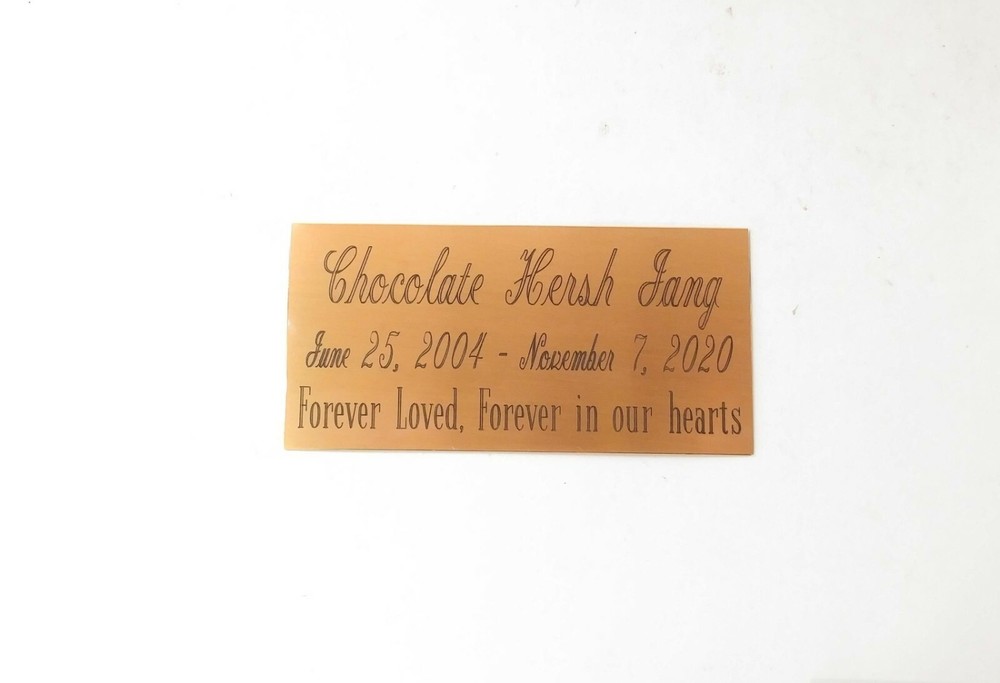 Chocolate Hersh Jang
June 25, 2004 - November 7, 2020
Forever Loved, Forever in our hearts